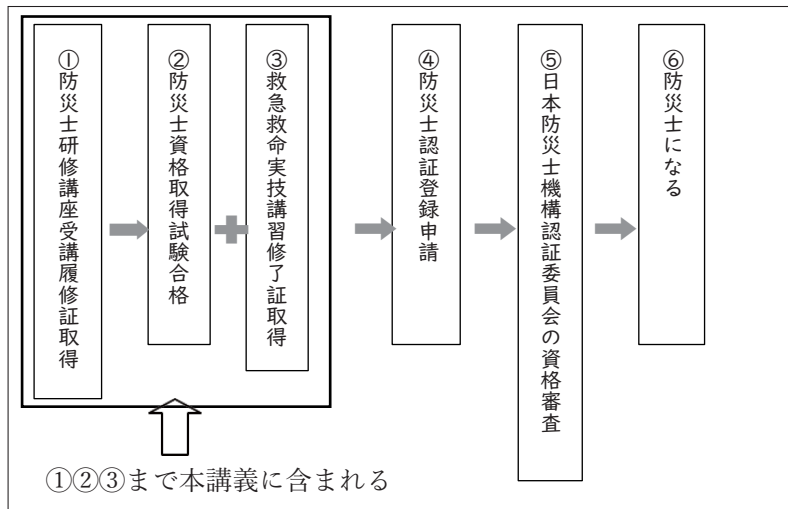 ①防災士研修講座受講履修証取得
②防災士資格取得試験合格
③救急救命実技講習修了証取得
④防災士認証登録申請
⑤日本防災士機構認証委員会の資格審査
⑥防災士になる
①②③まで本講義に含まれる